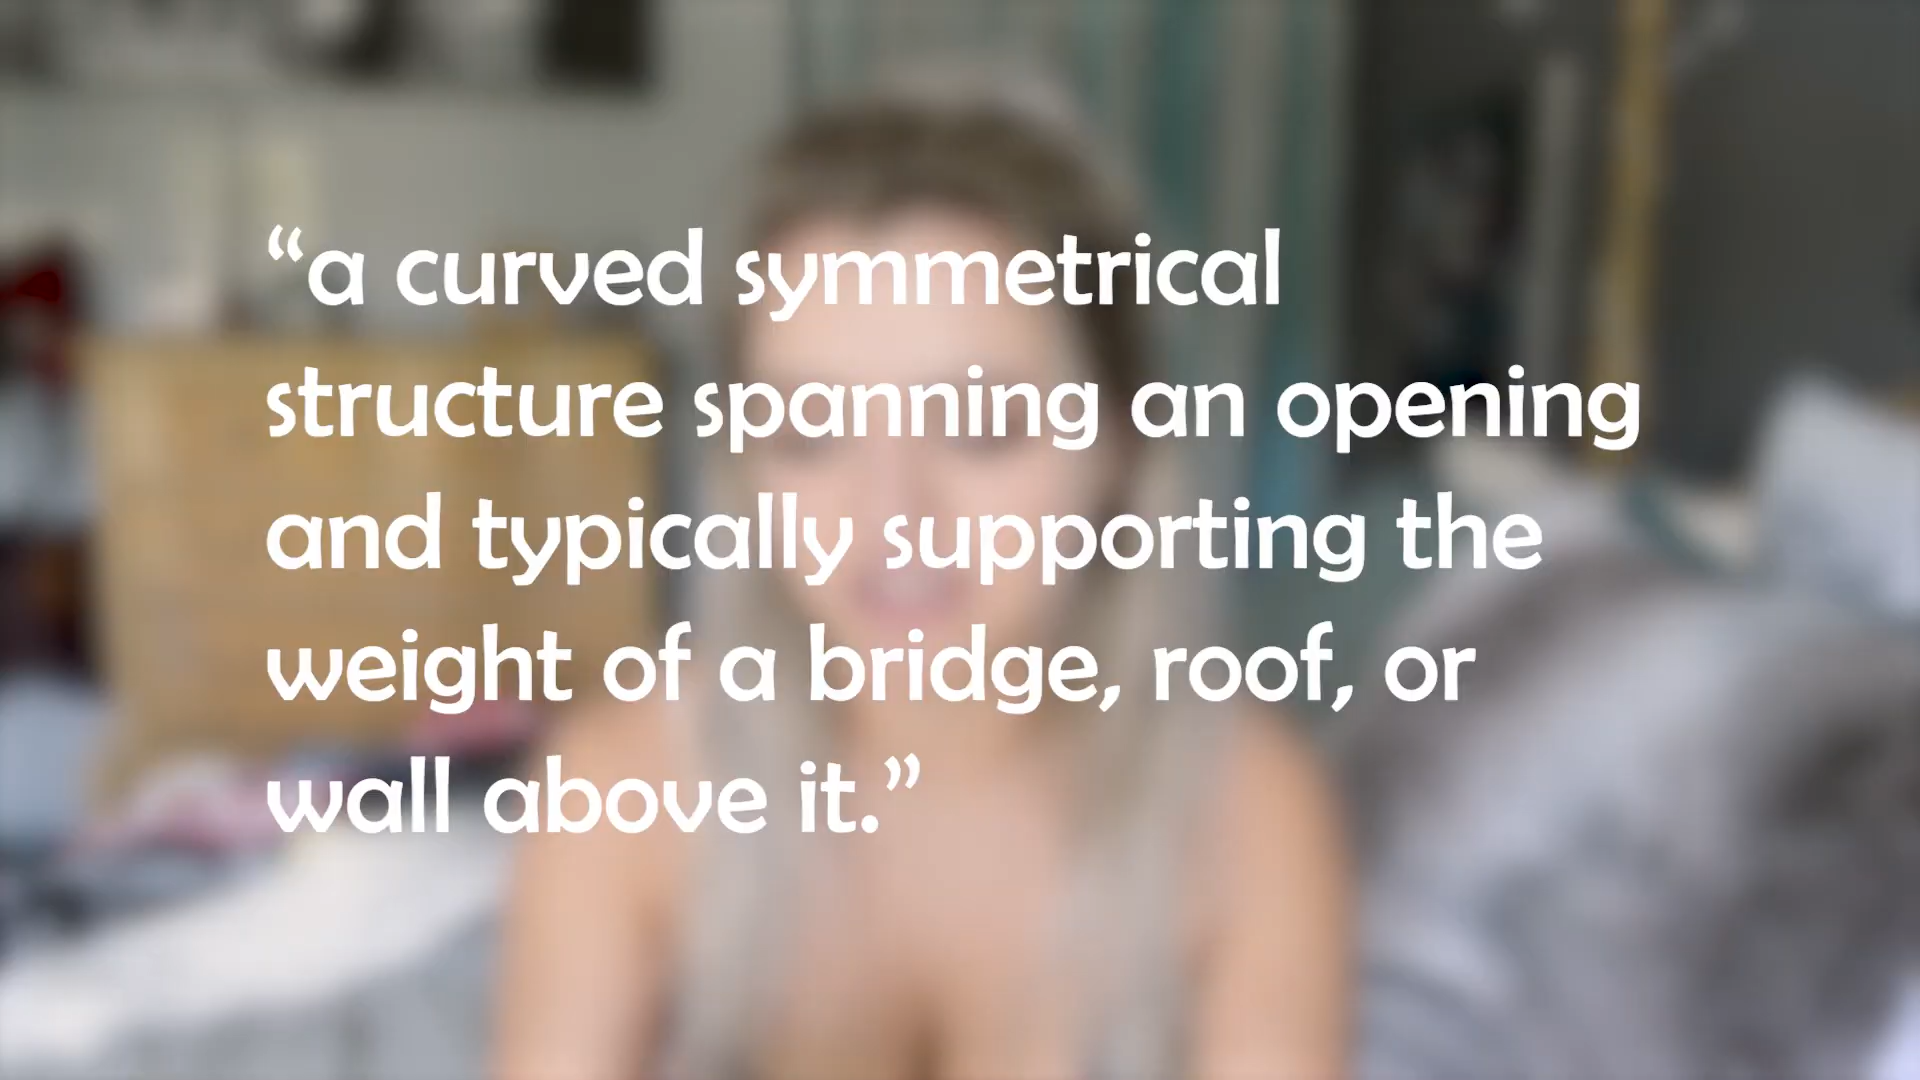 “a curved symmetrical
structure spanning an opening
and typically supporting the
weight of a bridge, roof, or
wall above it.”